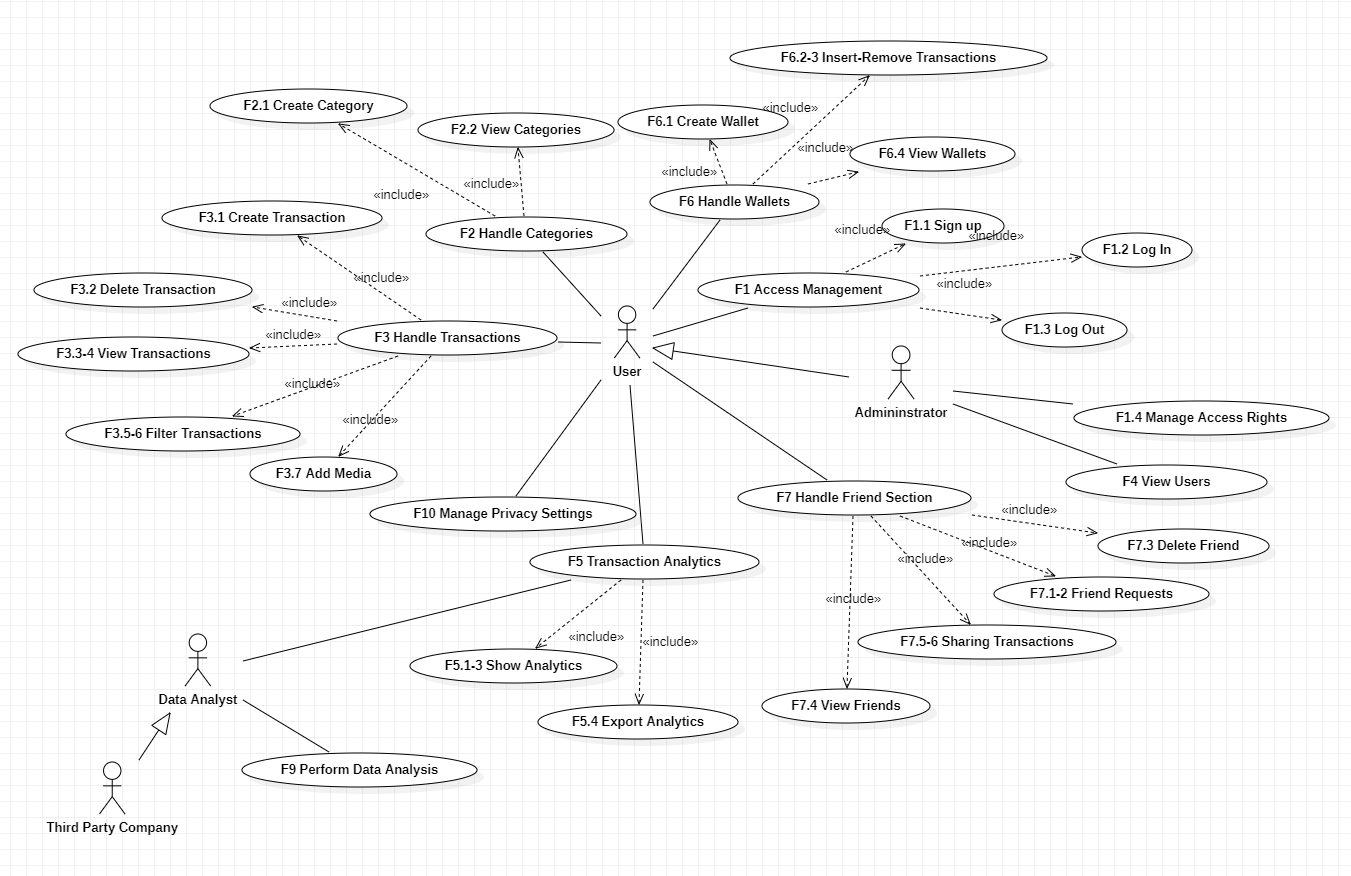 F6.2-3 Insert-Remove Transactions
F2.1 Create Category
«include»
F6.1 Create Wallet
F2.2 View Categories
«include»
F6.4 View Wallets
«include»
«include»
«include»
F6 Handle Wallets
F3.1 Create Transaction
F1.1 Sign up
«include»
F2 Handle Categories
«include»
F1.2 Log In
«include»
«include»
F3.2 Delete Transaction
F1 Access Management
«include»
F1.3 Log Out
«include»
F3 Handle Transactions
F3.3-4 View Transactions
User
«include»
Admininstrator
«include»
F1.4 Manage Access Rights
F3.5-6 Filter Transactions
F3.7 Add Media
F4 View Users
F7 Handle Friend Section
«include»
F10 Manage Privacy Settings
«include»
F7.3 Delete Friend
«include»
F5 Transaction Analytics
F7.1-2 Friend Requests
«include»
«include»
«include»
F7.5-6 Sharing Transactions
F5.1-3 Show Analytics
Data Analyst
F7.4 View Friends
F5.4 Export Analytics
F9 Perform Data Analysis
Third Party Company